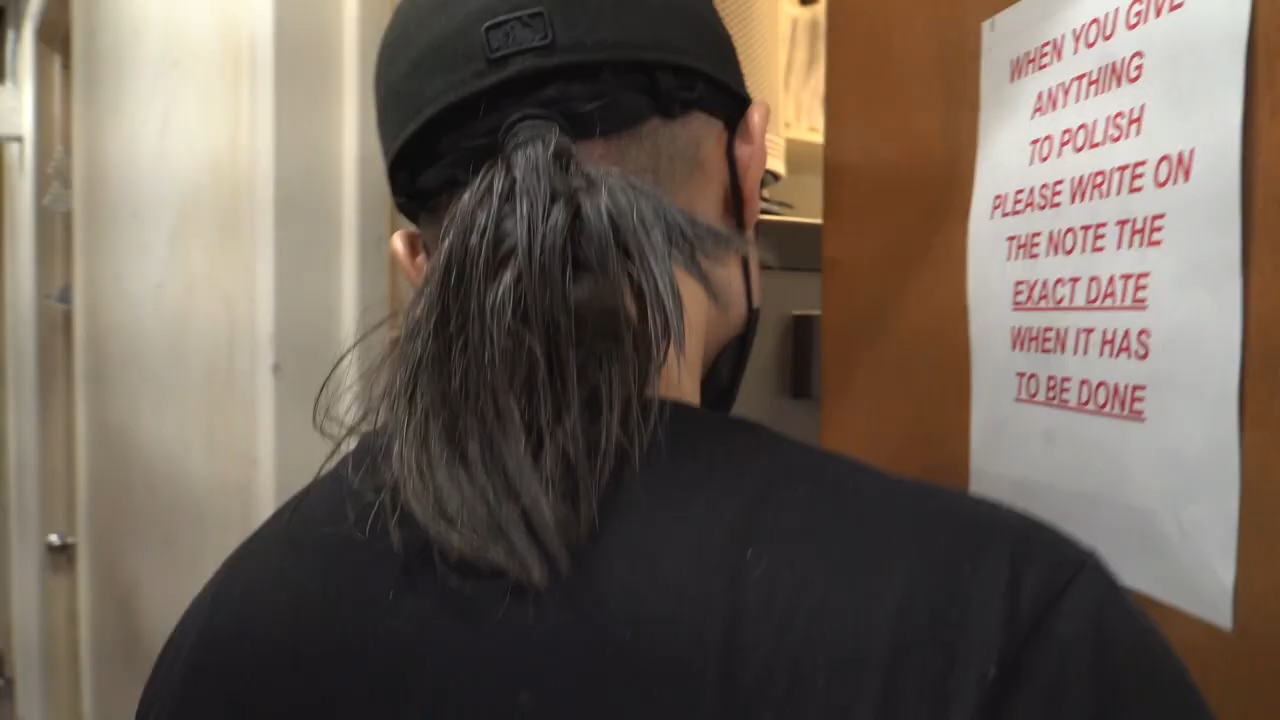 WHEN YOU GIVE
ANYTHING
TO POLISH
PLEASE WRITE ON
THE NOTE THE
EXACT DATE
WHEN IT HAS
TO BE DONE